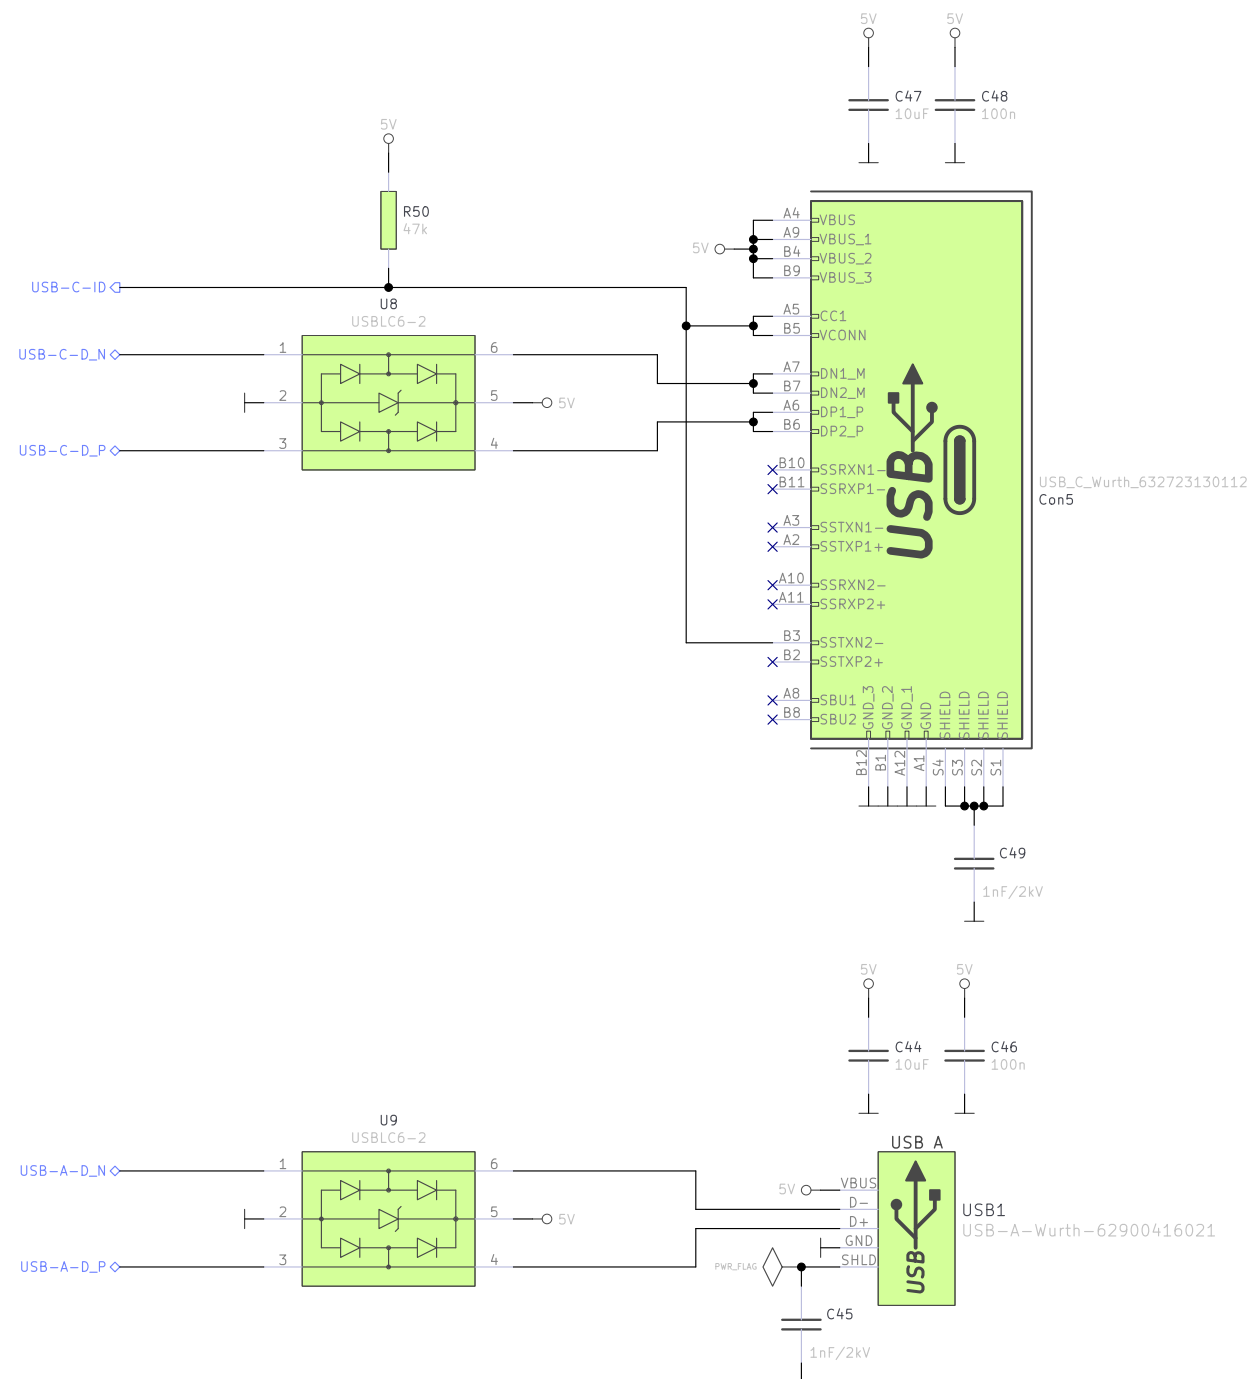 5V
5V
C47
10uF
C48
100n
5V
R50
47k
USB-C-ID
U8
USBLC6-2
USB-C-D_N
1
6
2
5
5V
USB-C-D_P
3
4
5V
A4 VBUS
A9 VBUS_1
B4 VBUS_2
B9 VBUS_3
A5 CC1
B5 VCONN
A7 DN1_M
B7 DN2_M
A6 DP1_P
B6 DP2_P
B10 SSRXN1-
B11 SSRXP1-
A3 SSTXN1-
A2 SSTXP1+
A10 SSRXN2-
A11 SSRXP2+
B3 SSTXN2-
B2 SSTXP2+
A8 SBU1
B8 SBU2
USB
USB_C_Wurth_632723130112
Con5
GND_3
GND_2
GND_1
GND
SHIELD
SHIELD
SHIELD
SHIELD
B12
B1
A12
A1
S4
S3
S2
S1
C49
1nF/2kV
5V
5V
C44
10uF
C46
100n
U9
USBLC6-2
USB-A-D_N
1
6
2
5
5V
USB-A-D_P
3
4
USB A
5V
VBUS
D-
D+
GND
SHLD
USB
USB1
USB-A-Wurth-62900416021
PWR_FLAG
C45
1nF/2kV